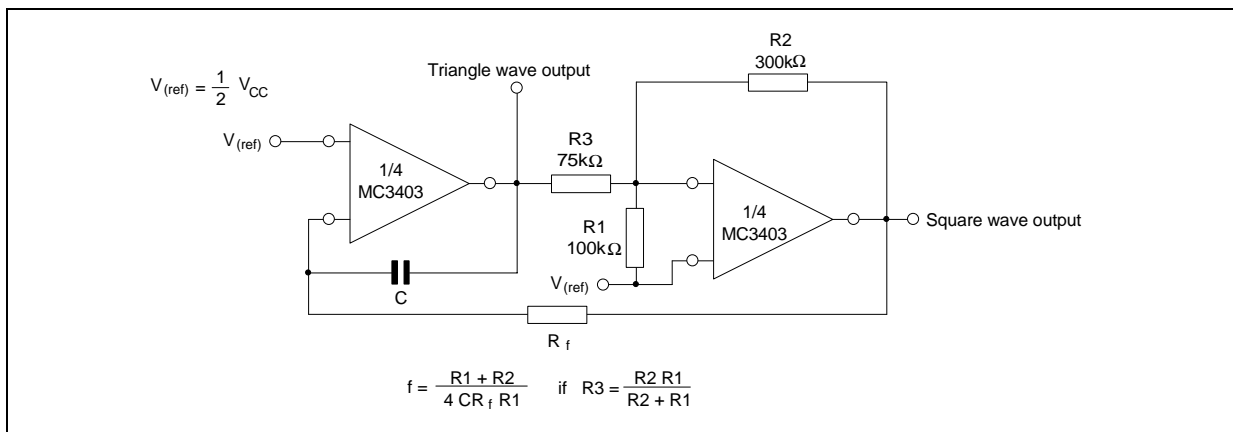 V(ref) = 1/2 VCC
Triangle wave output
R2
300kΩ
V(ref)
1/4
MC3403
R3
75kΩ
R1
100kΩ
1/4
MC3403
Square wave output
V(ref)
C
R f
f = R1 + R2 / 4 CR f R1 if R3 = R2 R1 / R2 + R1